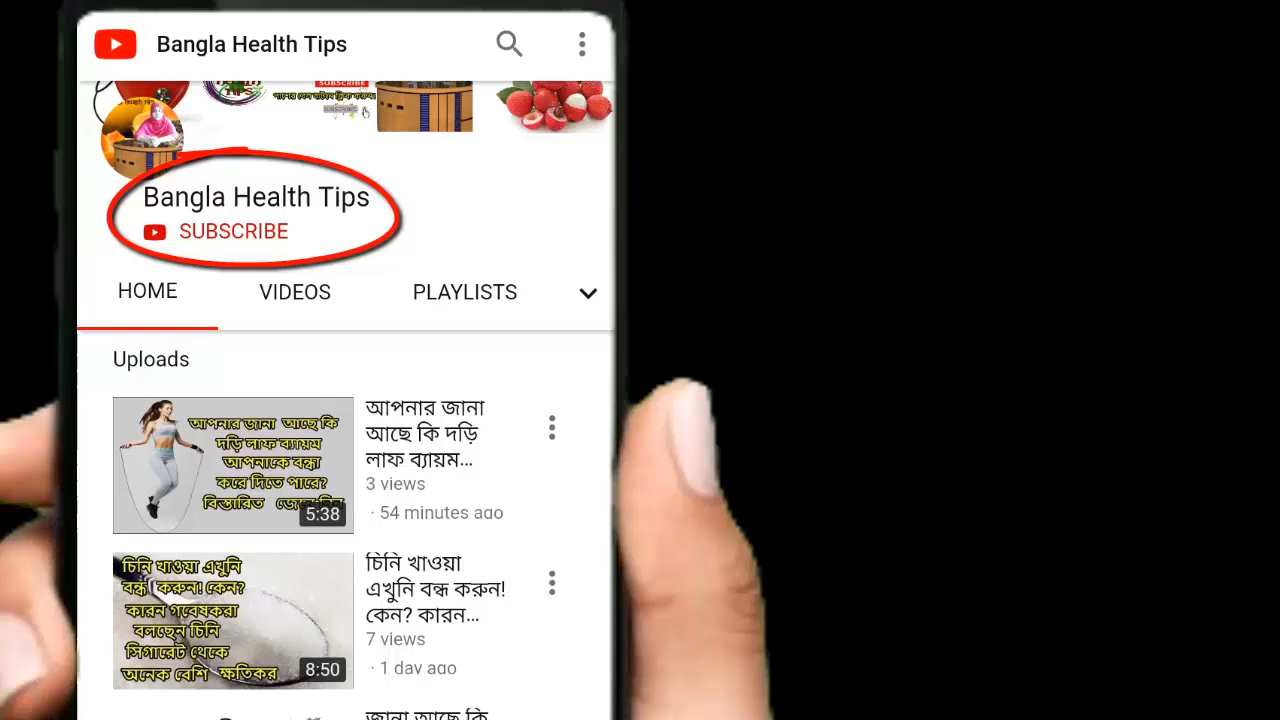 Bangla Health Tips
SUBSCRIBE
Bangla Health Tips
SUBSCRIBE
HOME
VIDEOS
PLAYLISTS
Uploads
আপনার জানা আছে কি
দড়ি লাফ ব্যায়াম
আপনাকে বন্ধা
করে দিতে পারে?
বিস্তারিত জেনে নিন
5:38
আপনার জানা
আছে কি দড়ি
লাফ ব্যায়াম...
3 views
· 54 minutes ago
চিনি খাওয়া এখুনি
বন্ধ করুন! কেন?
কারন গবেষকরা
বলছেন চিনি
সিগারেট থেকে
অনেক বেশি ক্ষতিকর
8:50
চিনি খাওয়া
এখুনি বন্ধ করুন!
কেন? কারন...
7 views
· 1 day ago
জানা আছে কি